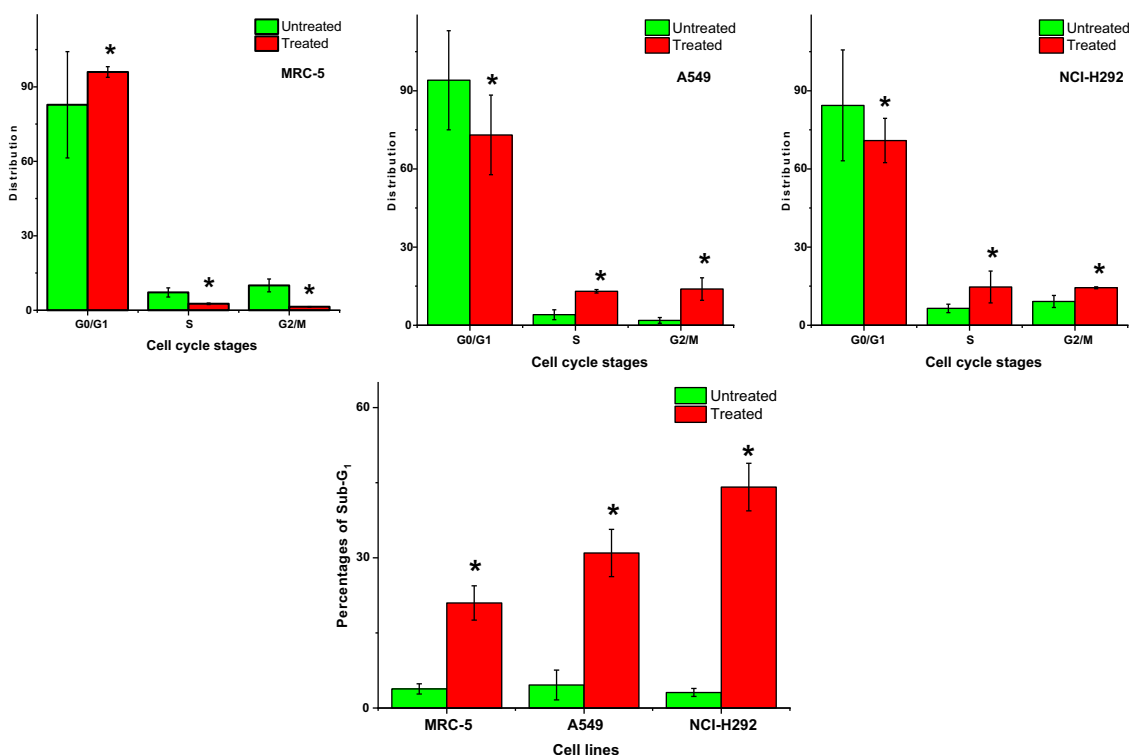 Untreated
Treated
*
MRC-5
90
60
30
0
Distribution
*
*
G0/G1 S G2/M
Cell cycle stages
Untreated
Treated
*
A549
90
60
30
0
Distribution
*
*
G0/G1 S G2/M
Cell cycle stages
Untreated
Treated
*
NCI-H292
90
60
30
0
Distribution
*
*
G0/G1 S G2/M
Cell cycle stages
Untreated
Treated
60
30
0
Percentages of Sub-G₁
*
*
*
MRC-5 A549 NCI-H292
Cell lines